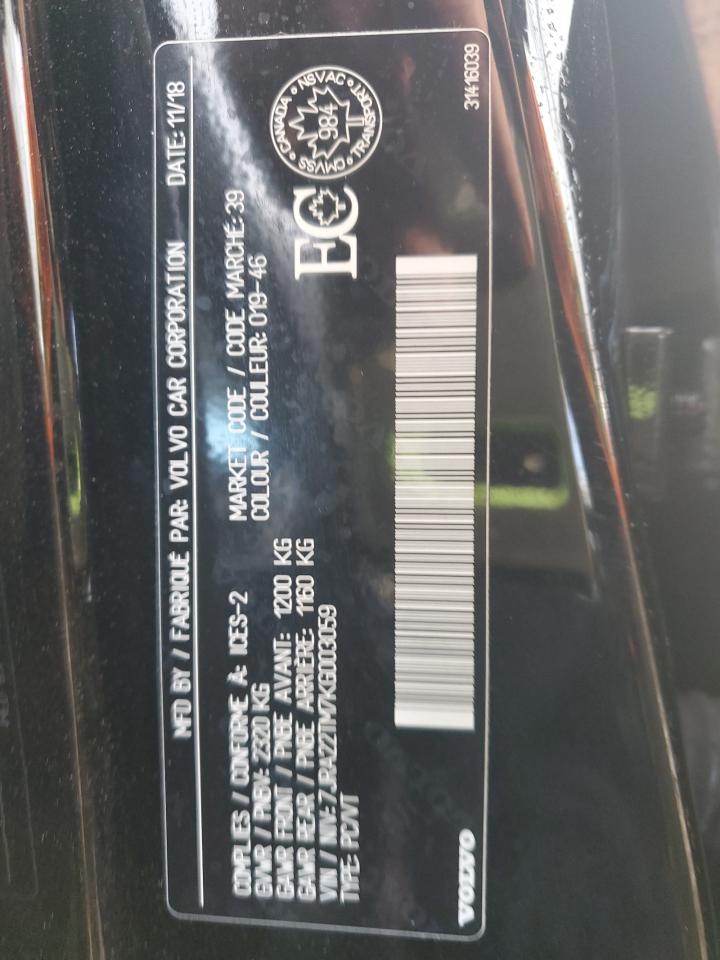 MFD BY / FABRIQUÉ PAR: VOLVO CAR CORPORATION DATE: 11/18
COMPLIES / CONFORME À: ICES-2
GVWR / PNBV: 2320 KG
GAWR FRONT / PNBE AVANT: 1200 KG
GAWR REAR / PNBE ARRIÈRE: 1160 KG
VIN / NIV: 7JRA22TM7KG003059
TYPE: PC/VT
MARKET CODE / CODE MARCHÉ: 39
COLOUR / COULEUR: 019-46
EC
CANADA • NSVAC • TRANSPORT • CMVSS
984
VOLVO
31416039